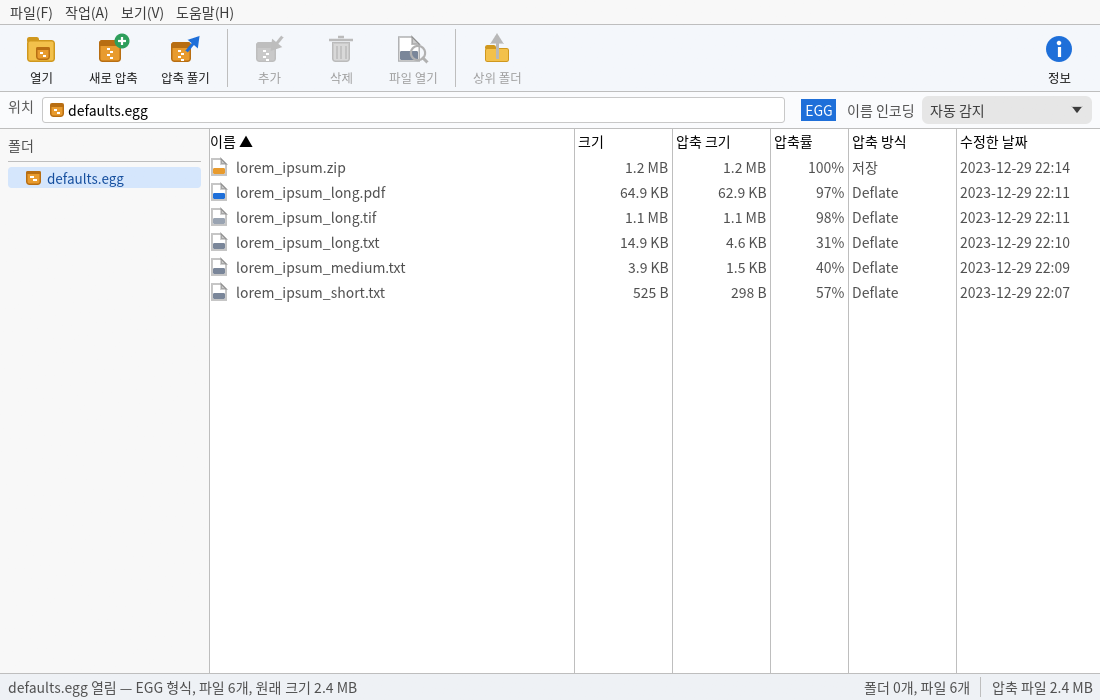 파일(F) 작업(A) 보기(V) 도움말(H)
열기 새로 압축 압축 풀기 추가 삭제 파일 열기 상위 폴더 정보
위치 defaults.egg EGG 이름 인코딩 자동 감지
폴더
defaults.egg
이름 크기 압축 크기 압축률 압축 방식 수정한 날짜
lorem_ipsum.zip 1.2 MB 1.2 MB 100% 저장 2023-12-29 22:14
lorem_ipsum_long.pdf 64.9 KB 62.9 KB 97% Deflate 2023-12-29 22:11
lorem_ipsum_long.tif 1.1 MB 1.1 MB 98% Deflate 2023-12-29 22:11
lorem_ipsum_long.txt 14.9 KB 4.6 KB 31% Deflate 2023-12-29 22:10
lorem_ipsum_medium.txt 3.9 KB 1.5 KB 40% Deflate 2023-12-29 22:09
lorem_ipsum_short.txt 525 B 298 B 57% Deflate 2023-12-29 22:07
defaults.egg 열림 — EGG 형식, 파일 6개, 원래 크기 2.4 MB 폴더 0개, 파일 6개 압축 파일 2.4 MB